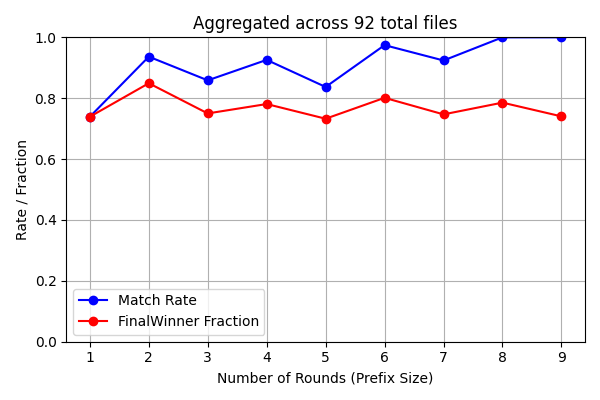 Aggregated across 92 total files
Rate / Fraction
1.0
0.8
0.6
0.4
0.2
0.0
Match Rate
FinalWinner Fraction
1 2 3 4 5 6 7 8 9
Number of Rounds (Prefix Size)